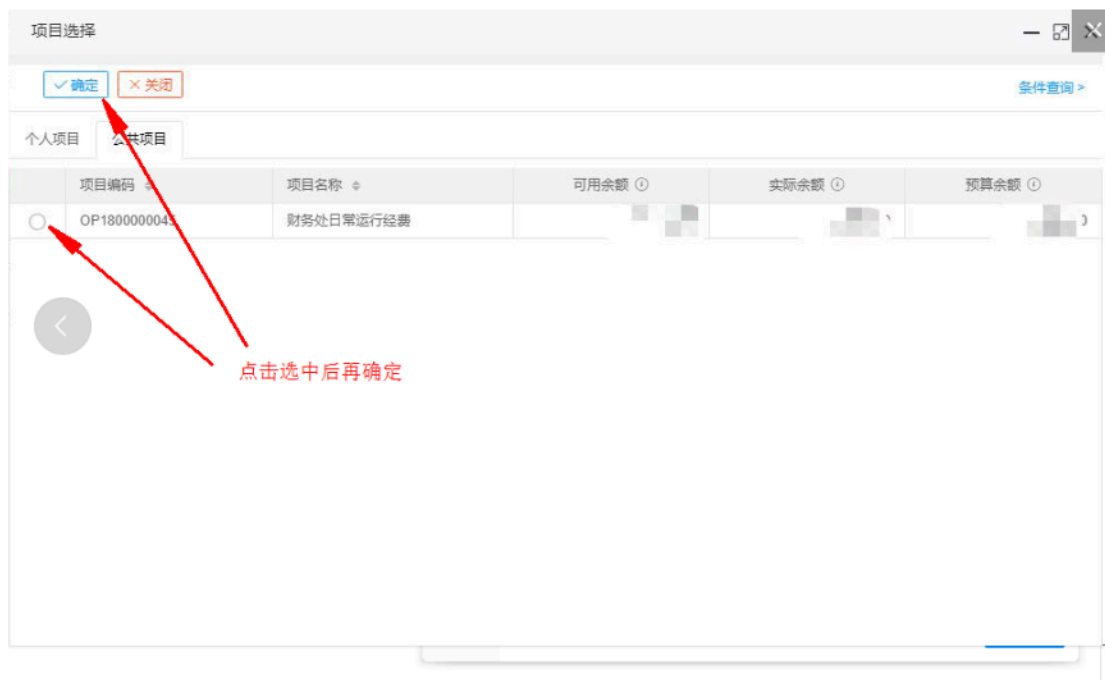 项目选择
确定 关闭 条件查询 >
个人项目 公共项目
项目编码 项目名称 可用余额 实际余额 预算余额
OP1800000045 财务处日常运行经费
点击选中后再确定